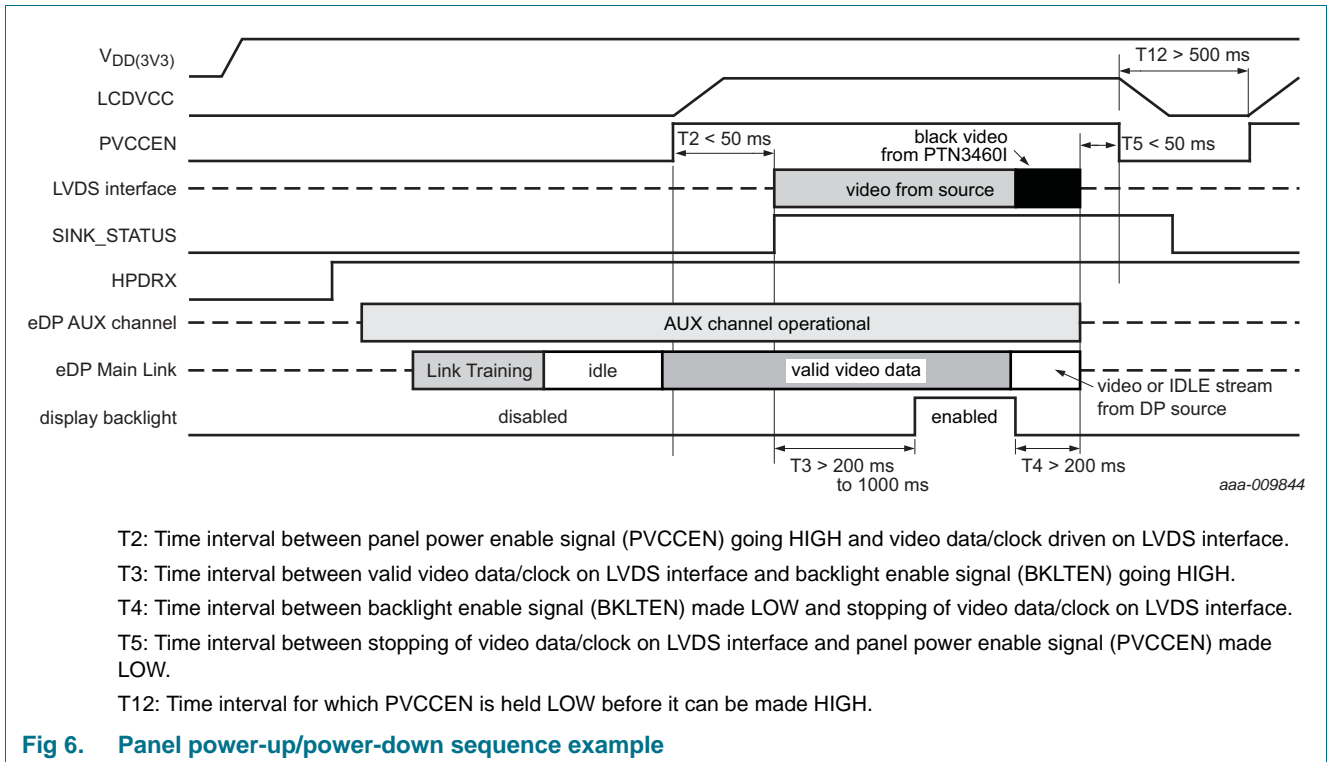 VDD(3V3)
T12 > 500 ms
LCDVCC
PVCCEN
T2 < 50 ms
black video
from PTN3460I
T5 < 50 ms
LVDS interface
video from source
SINK_STATUS
HPDRX
eDP AUX channel
AUX channel operational
eDP Main Link
Link Training
idle
valid video data
video or IDLE stream
from DP source
display backlight
disabled
enabled
T3 > 200 ms
to 1000 ms
T4 > 200 ms
aaa-009844
T2: Time interval between panel power enable signal (PVCCEN) going HIGH and video data/clock driven on LVDS interface.
T3: Time interval between valid video data/clock on LVDS interface and backlight enable signal (BKLTEN) going HIGH.
T4: Time interval between backlight enable signal (BKLTEN) made LOW and stopping of video data/clock on LVDS interface.
T5: Time interval between stopping of video data/clock on LVDS interface and panel power enable signal (PVCCEN) made
LOW.
T12: Time interval for which PVCCEN is held LOW before it can be made HIGH.
Fig 6. Panel power-up/power-down sequence example